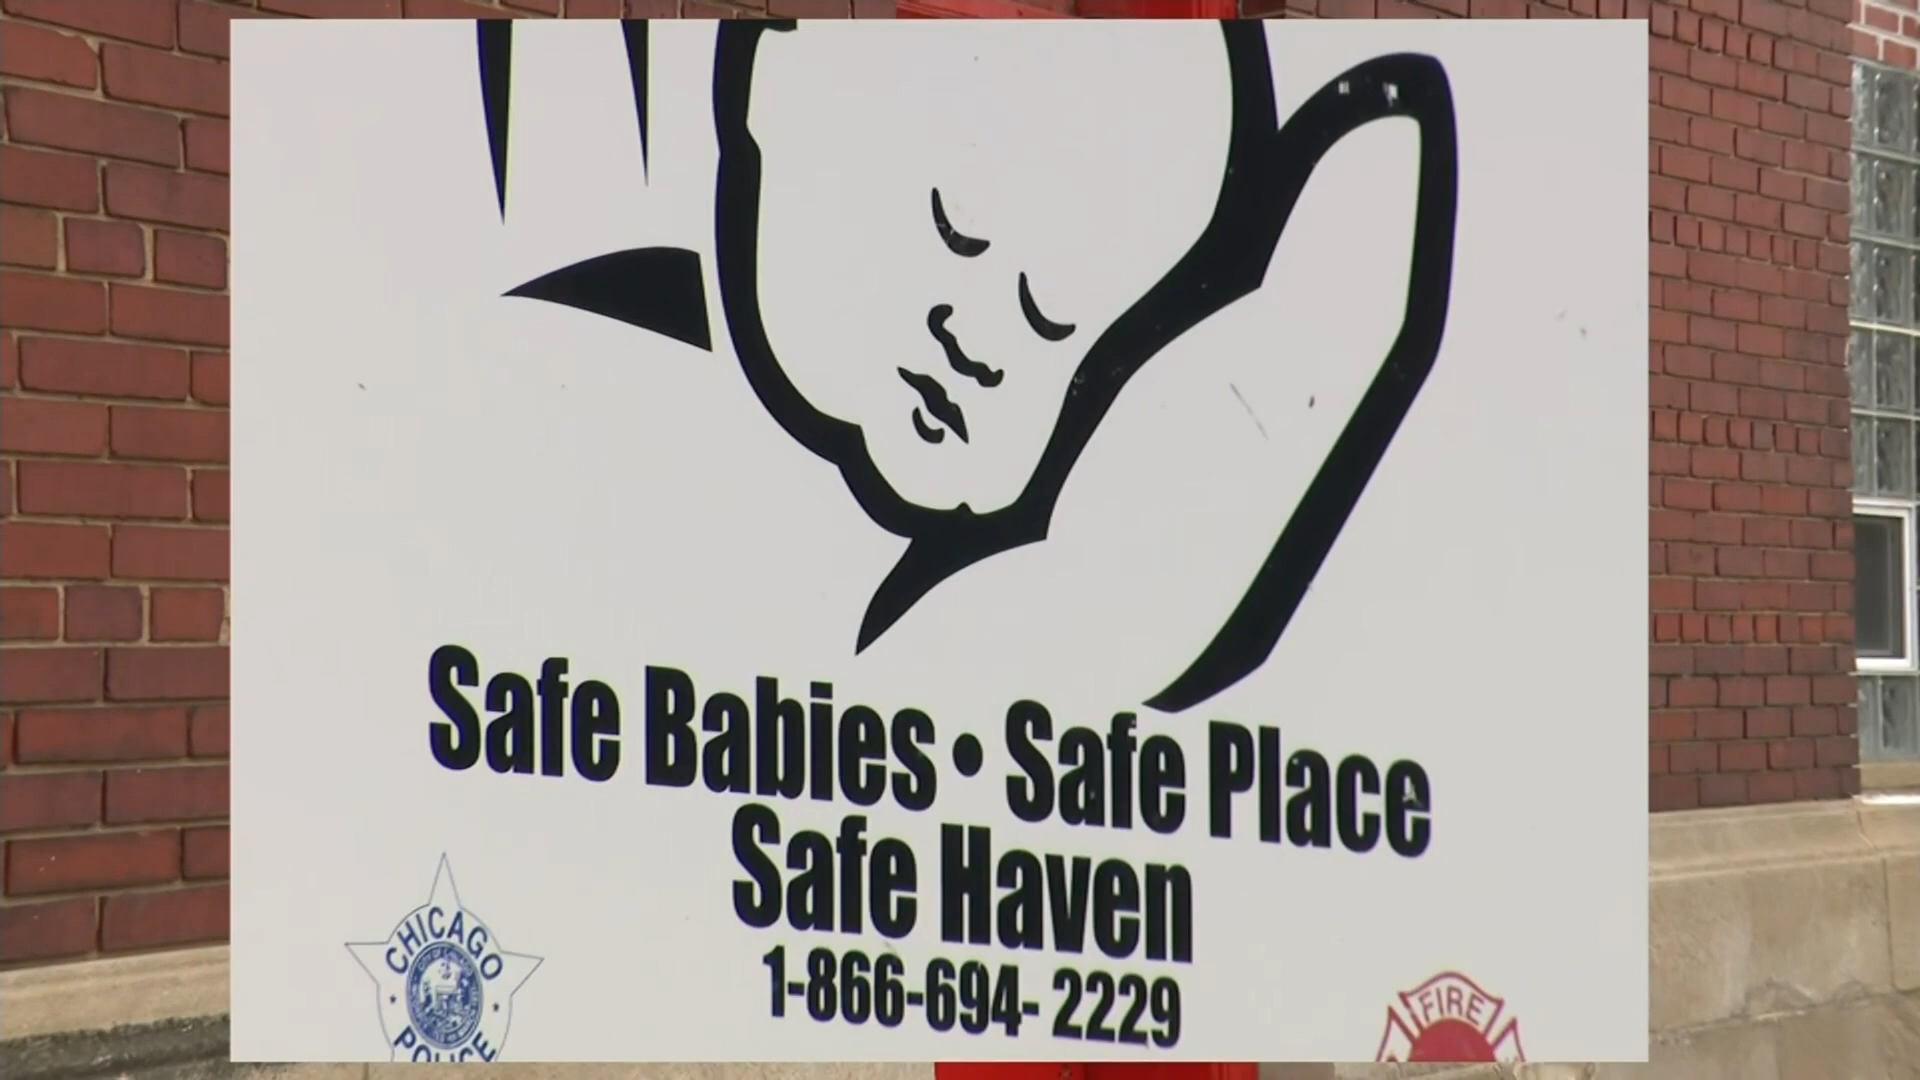 Safe Babies • Safe Place
Safe Haven
1-866-694-2229
CHICAGO
POLICE
FIRE